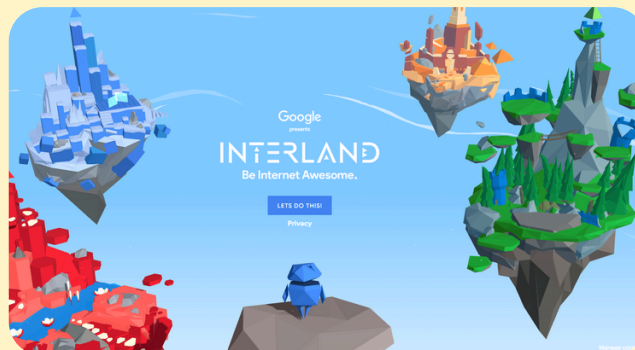 Google
presents
INTERLAND
Be Internet Awesome.
LETS DO THIS!
Privacy